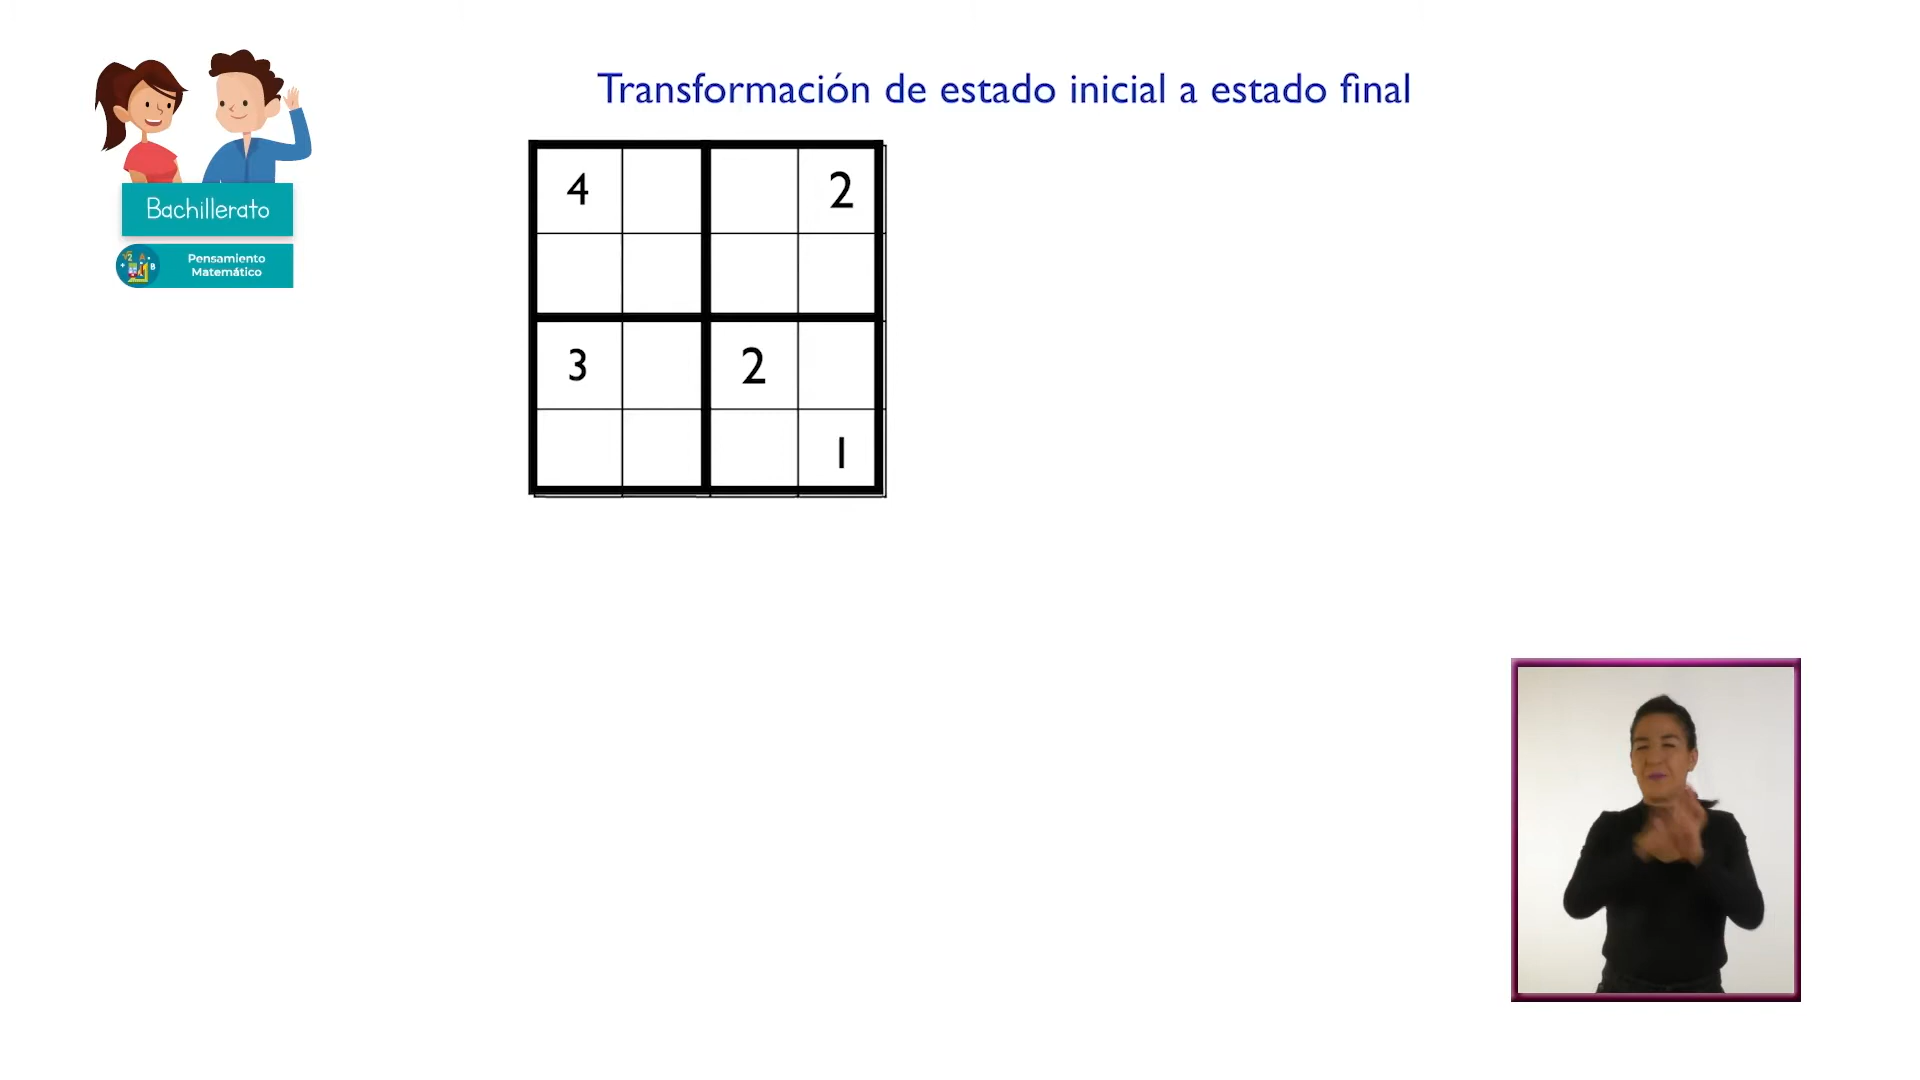 Transformación de estado inicial a estado final
Bachillerato
Pensamiento
Matemático
4 2
3 2
1